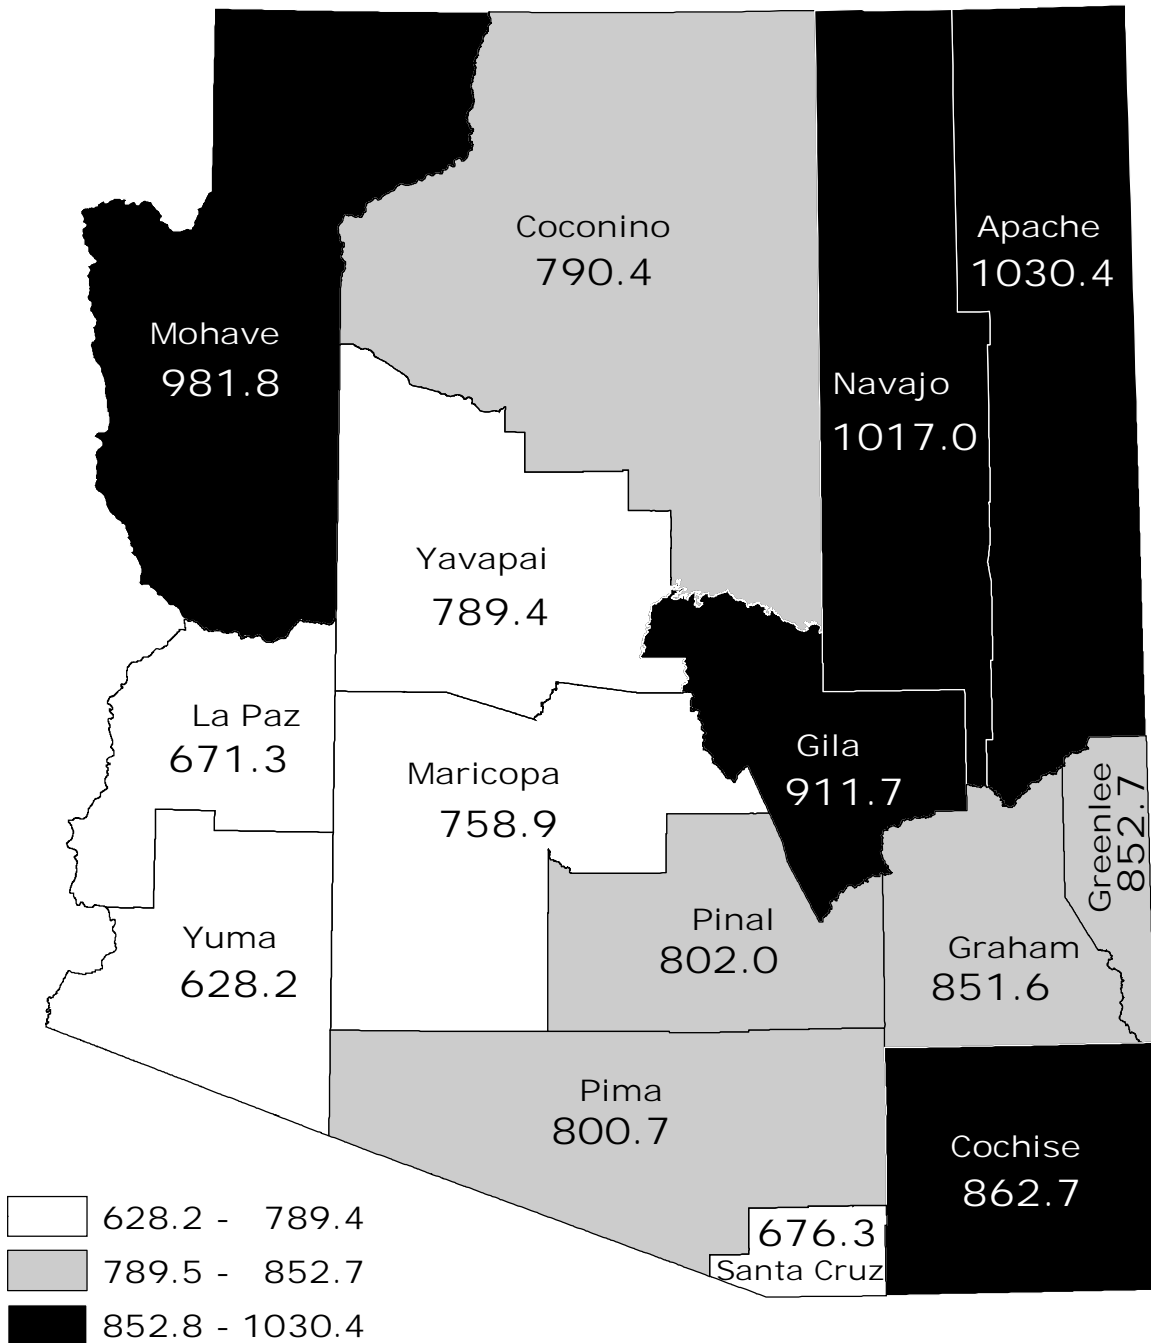 Coconino
790.4
Apache
1030.4
Mohave
981.8
Navajo
1017.0
Yavapai
789.4
La Paz
671.3
Maricopa
758.9
Gila
911.7
Greenlee
852.7
Yuma
628.2
Pinal
802.0
Graham
851.6
Pima
800.7
Cochise
862.7
676.3
Santa Cruz
628.2 - 789.4
789.5 - 852.7
852.8 - 1030.4